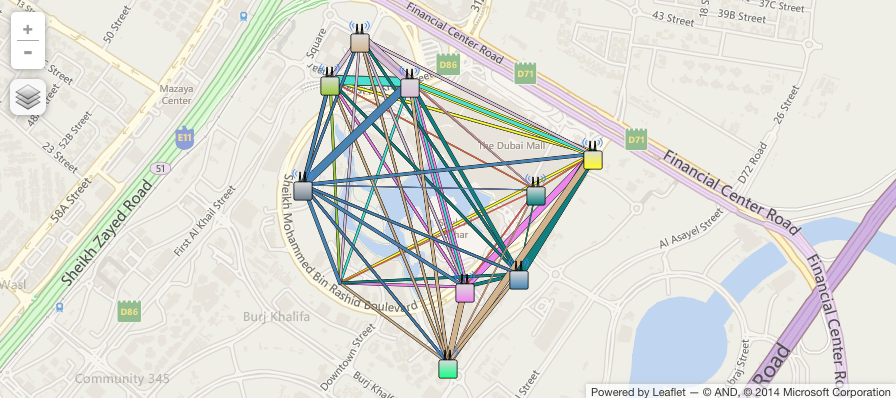 +
-
50 Street
Square
Financial Center Road
43 Street
37C Street
39B Street
D86
D71
Mazaya
Center
52B Street
23 Street
E11
S1
58A Street
Sheikh Zayed Road
First Al Khail Street
The Dubai Mall
D71
26 Street
D72 Road
Financial Center Road
Al Asayel Street
Sheikh Mohammed Bin Rashid Boulevard
Wasl
D86
Burj Khalifa
Downtown Street
Community 345
Financial Center Road
Road
Powered by Leaflet — © AND, © 2014 Microsoft Corporation